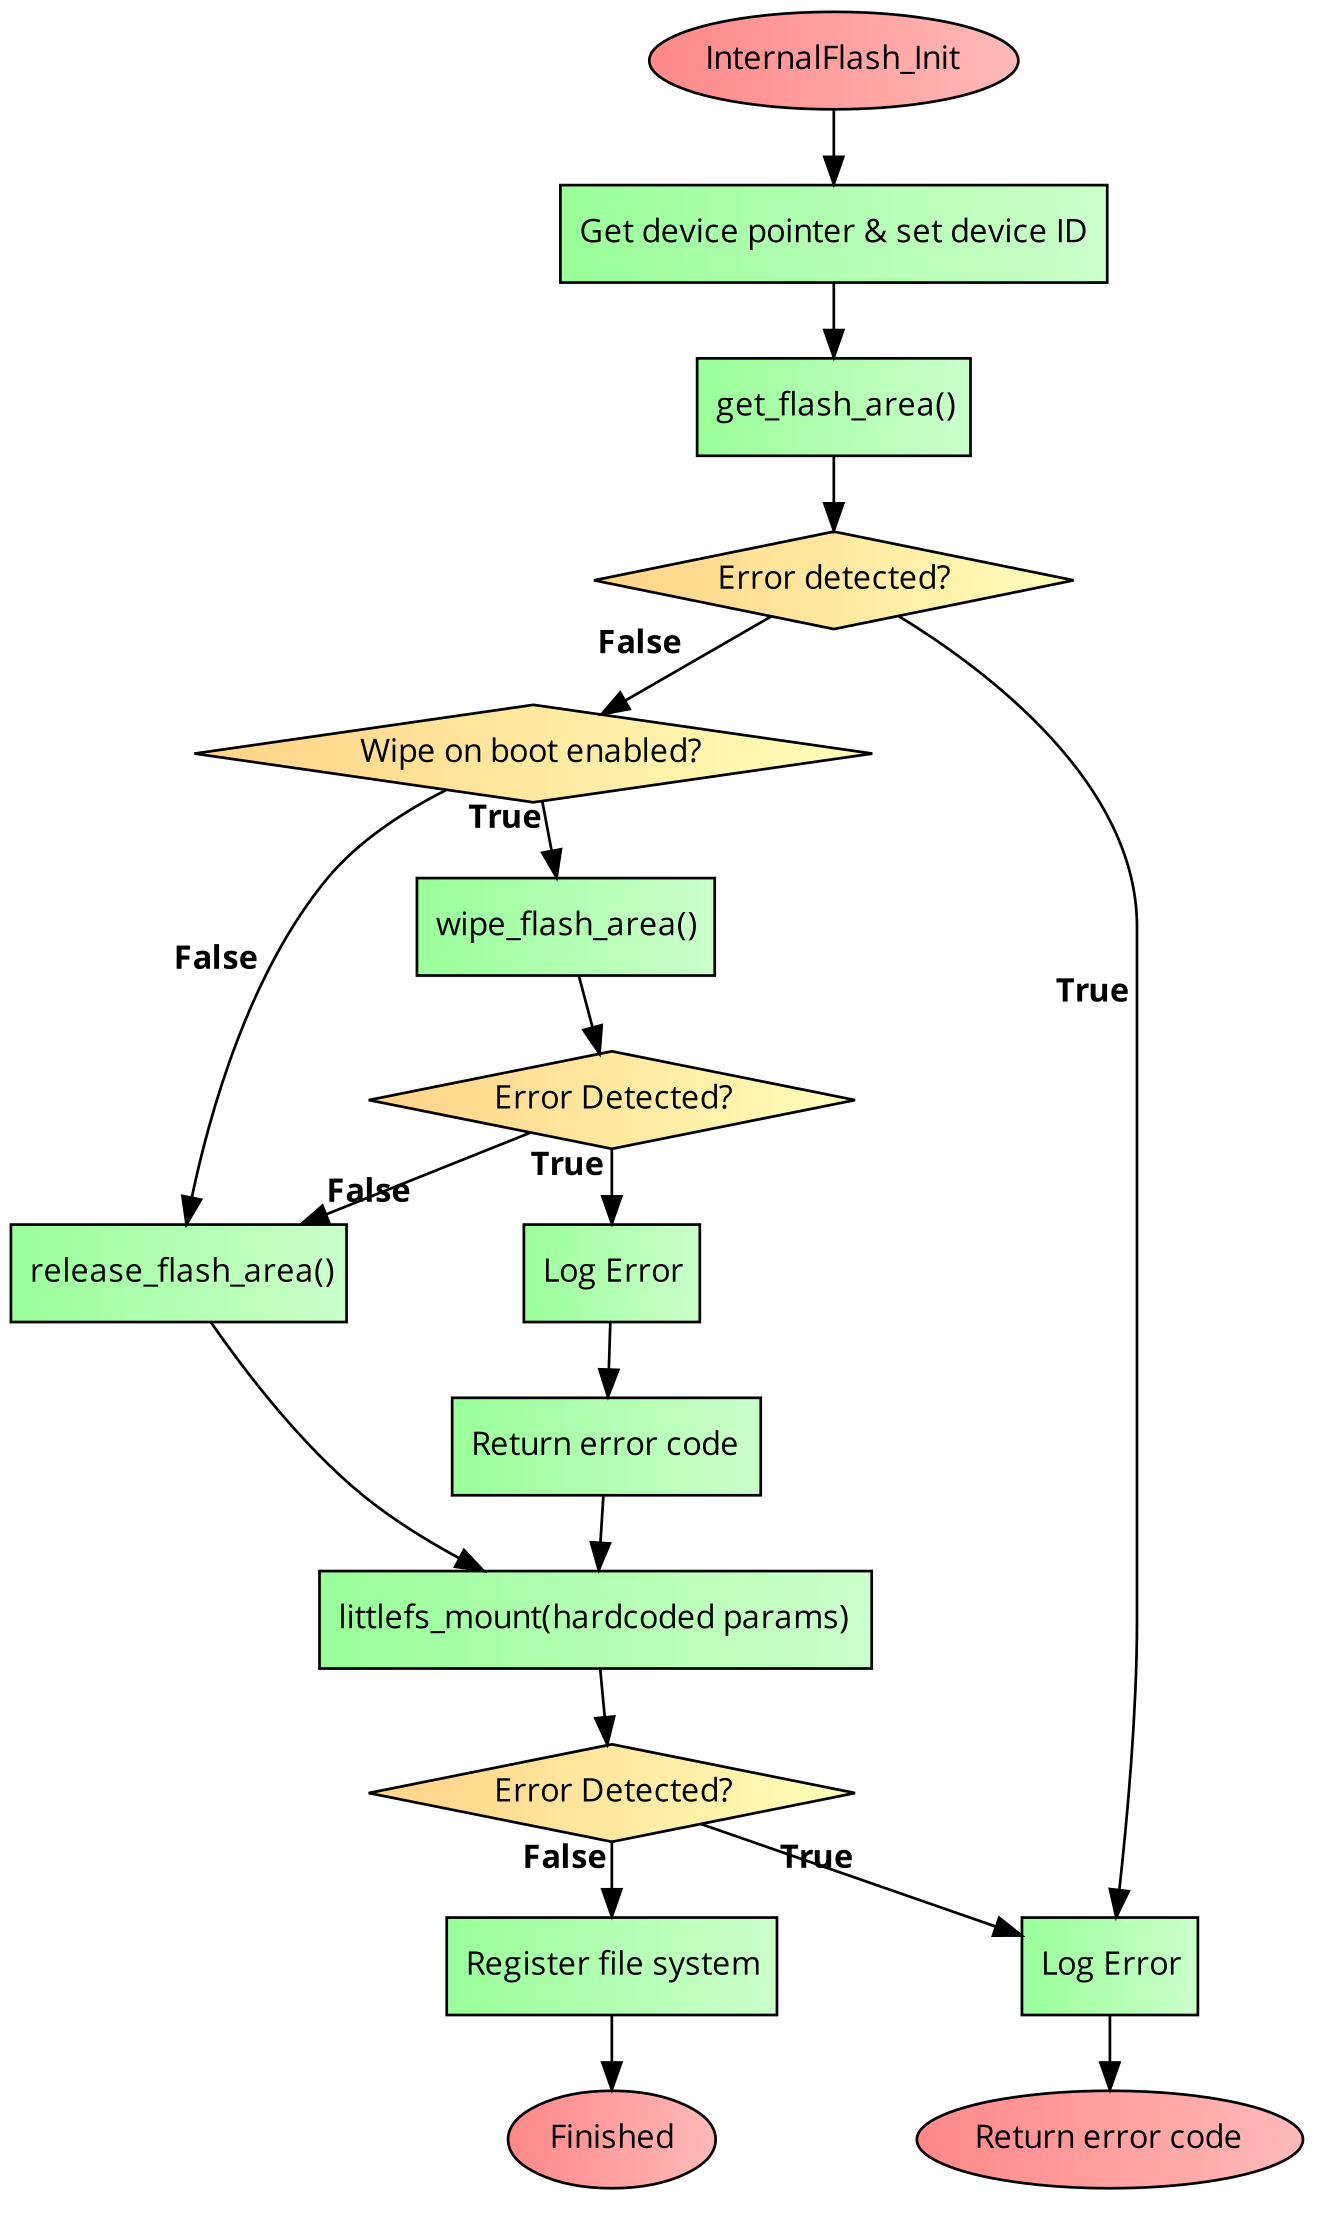 InternalFlash_Init
Get device pointer & set device ID
get_flash_area()
Error detected?
False
Wipe on boot enabled?
True
wipe_flash_area()
False
True
Error Detected?
True
False
release_flash_area()
Log Error
Return error code
littlefs_mount(hardcoded params)
Error Detected?
False
True
Register file system
Log Error
Finished
Return error code